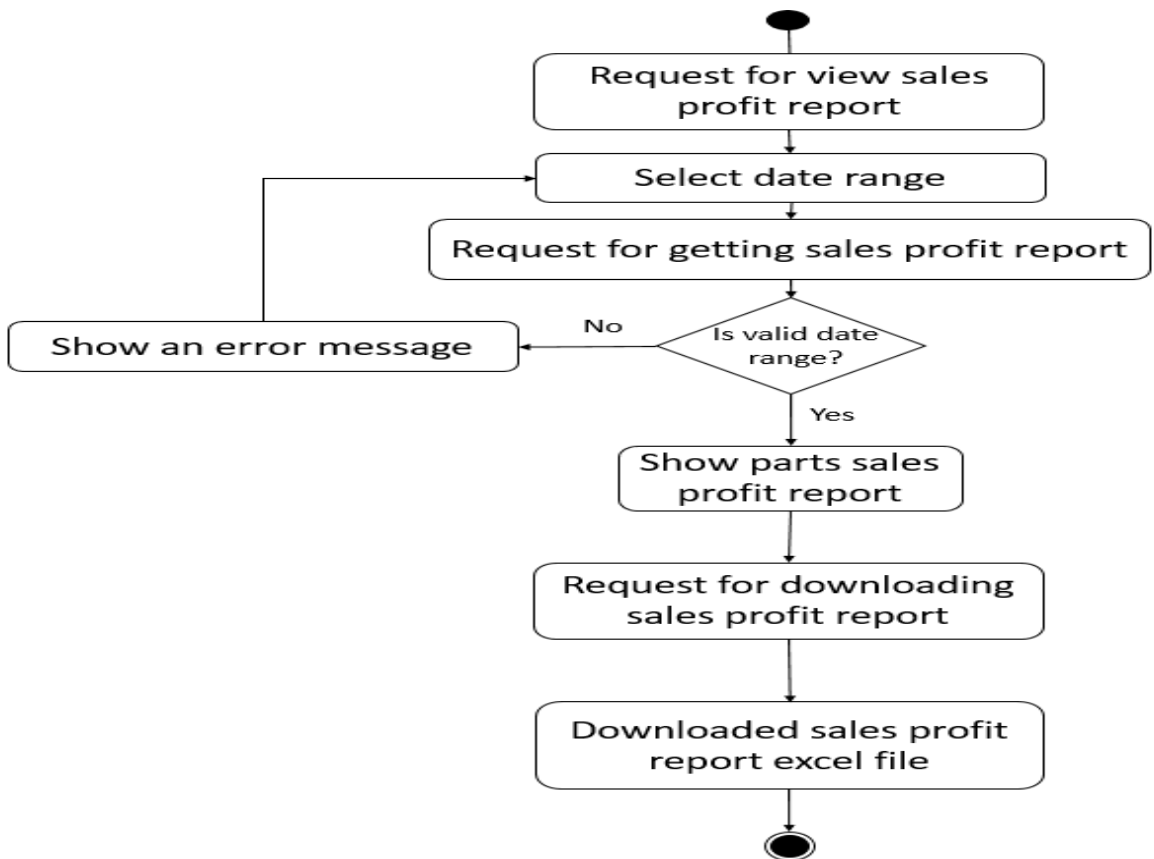 Request for view sales
profit report
Select date range
Request for getting sales profit report
Is valid date
range?
No
Show an error message
Yes
Show parts sales
profit report
Request for downloading
sales profit report
Downloaded sales profit
report excel file